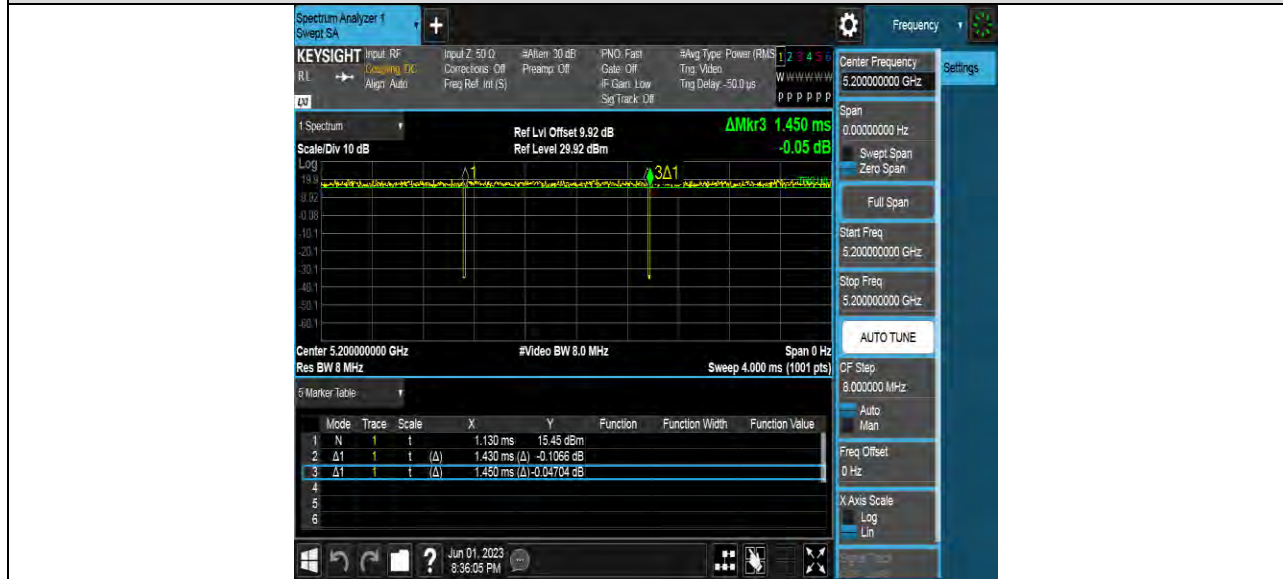 Spectrum Analyzer 1
Swept SA
+
Frequency
KEYSIGHT Input: RF Input Z: 50 Ω #Atten: 30 dB PNO: Fast #Avg Type: Power (RMS 1 2 3 4 5 6
RL Coupling: DC Corrections: Off Preamp: Off Gate: Off Trig: Video W W W W W W
Align: Auto Freq Ref: Int (S) IF Gain: Low Trig Delay: -50.0 us
LXI Sig Track: Off P P P P P P
Center Frequency
5.200000000 GHz
Settings
1 Spectrum
Ref Lvl Offset 9.92 dB
ΔMkr3 1.450 ms
Scale/Div 10 dB
Ref Level 29.92 dBm
-0.05 dB
Log
1
3Δ1
19.9
9.92
-0.08
-10.1
-20.1
-30.1
-40.1
-50.1
-60.1
Center 5.200000000 GHz #Video BW 8.0 MHz Span 0 Hz
Res BW 8 MHz Sweep 4.000 ms (1001 pts)
Span
0.00000000 Hz
Swept Span
Zero Span
Full Span
Start Freq
5.200000000 GHz
Stop Freq
5.200000000 GHz
AUTO TUNE
CF Step
8.000000 MHz
Auto
Man
Freq Offset
0 Hz
X Axis Scale
Log
Lin
5 Marker Table
Mode Trace Scale X Y Function Function Width Function Value
1 N 1 t 1.130 ms 15.45 dBm
2 Δ1 1 t (Δ) 1.430 ms (Δ) -0.1066 dB
3 Δ1 1 t (Δ) 1.450 ms (Δ) -0.04704 dB
4
5
6
? Jun 01, 2023
8:36:05 PM